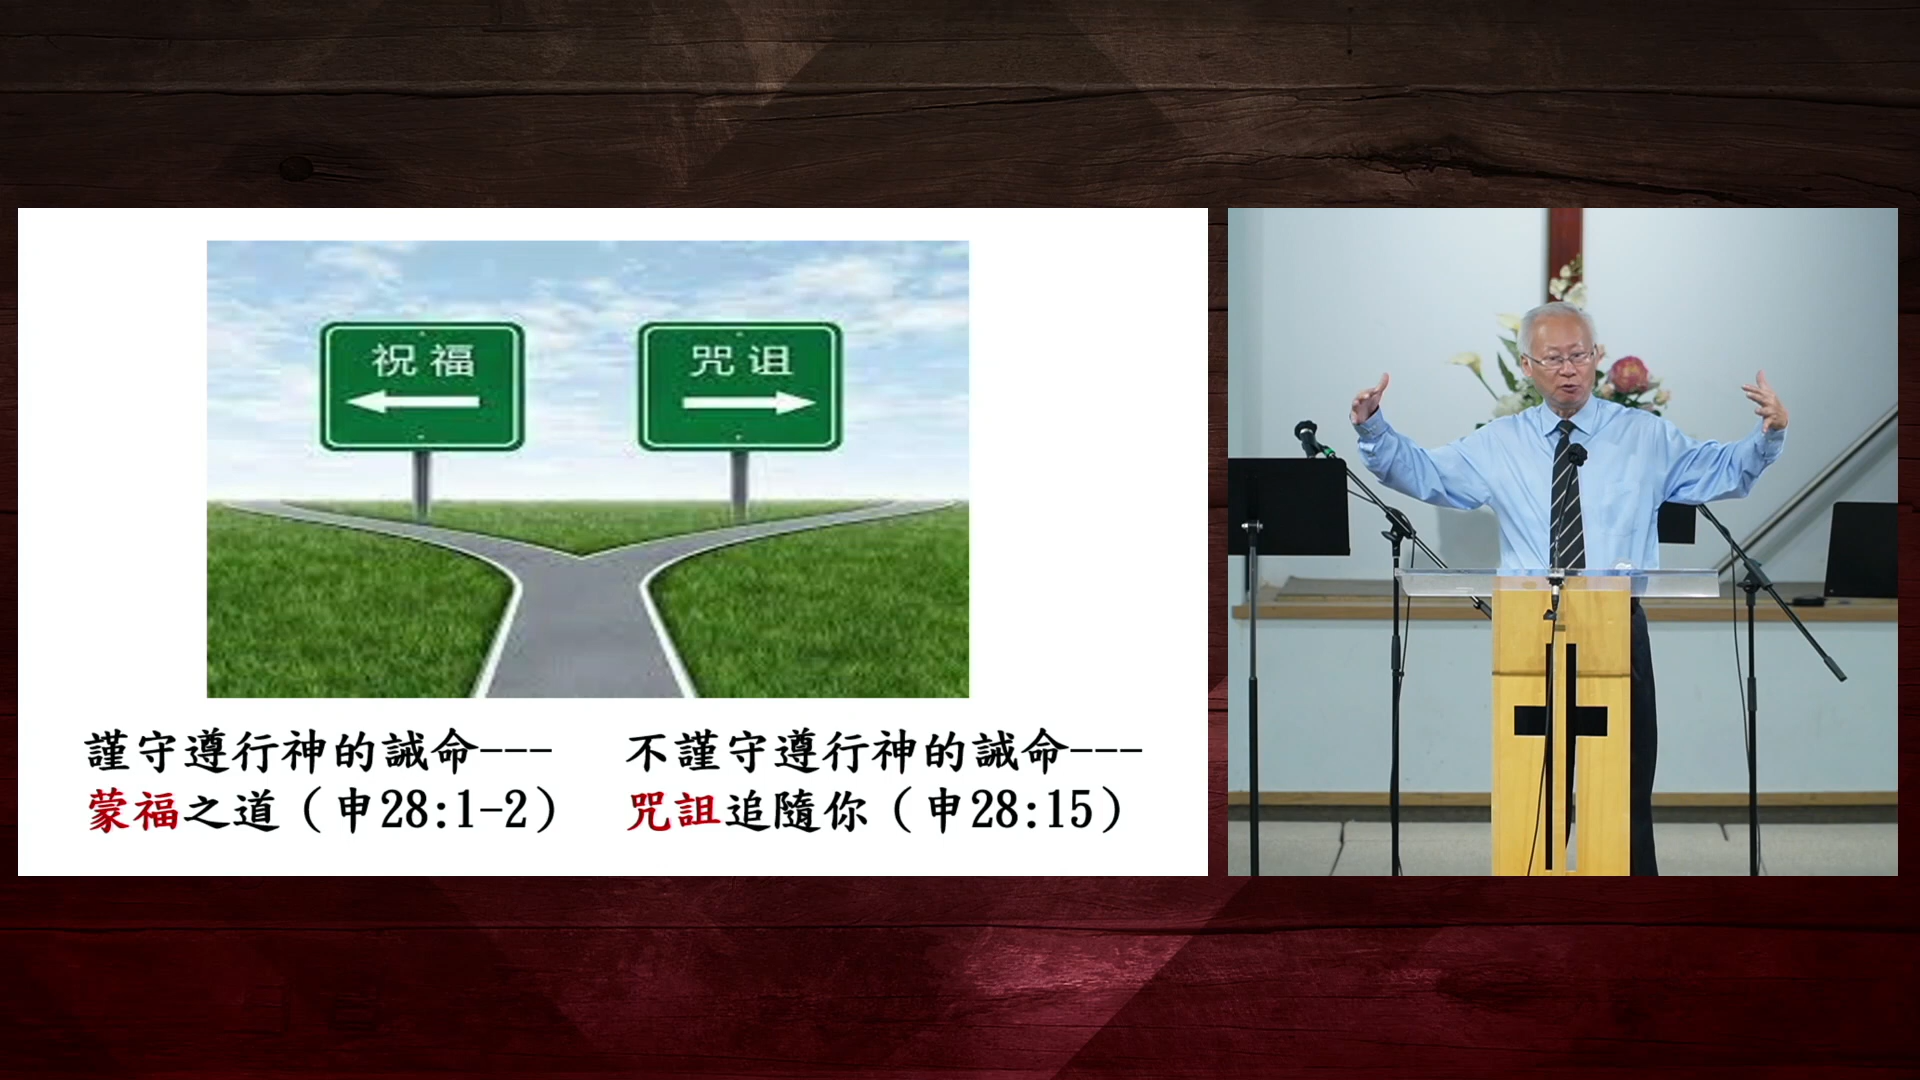 祝福
咒诅
謹守遵行神的誡命---
蒙福之道（申28:1-2）
不謹守遵行神的誡命---
咒詛追隨你（申28:15）